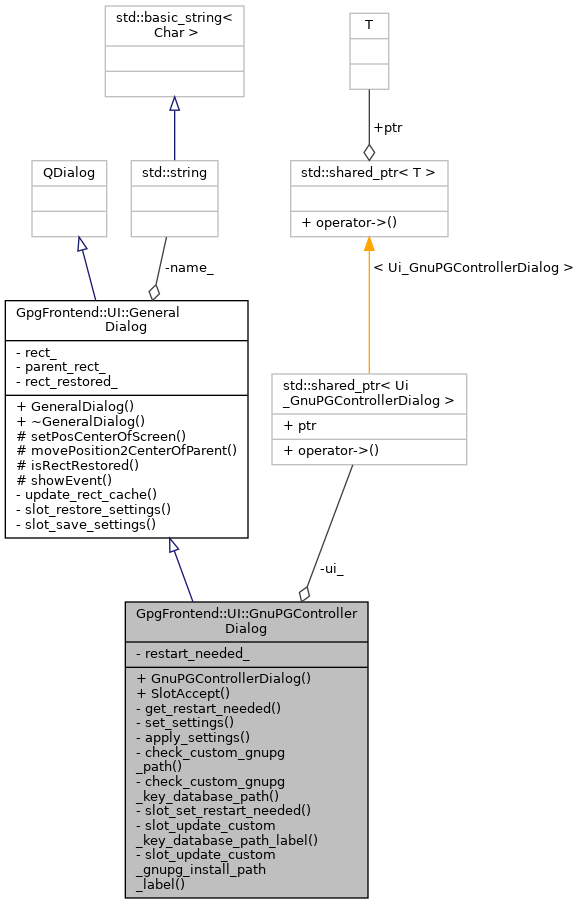 std::basic_string<
Char >
T
+ptr
QDialog
std::string
std::shared_ptr< T >
+ operator->()
-name_
< Ui_GnuPGControllerDialog >
GpgFrontend::UI::General
Dialog
- rect_
- parent_rect_
- rect_restored_
+ GeneralDialog()
+ ~GeneralDialog()
# setPosCenterOfScreen()
# movePosition2CenterOfParent()
# isRectRestored()
# showEvent()
- update_rect_cache()
- slot_restore_settings()
- slot_save_settings()
std::shared_ptr< Ui
_GnuPGControllerDialog >
+ ptr
+ operator->()
-ui_
GpgFrontend::UI::GnuPGController
Dialog
- restart_needed_
+ GnuPGControllerDialog()
+ SlotAccept()
- get_restart_needed()
- set_settings()
- apply_settings()
- check_custom_gnupg
_path()
- check_custom_gnupg
_key_database_path()
- slot_set_restart_needed()
- slot_update_custom
_key_database_path_label()
- slot_update_custom
_gnupg_install_path
_label()